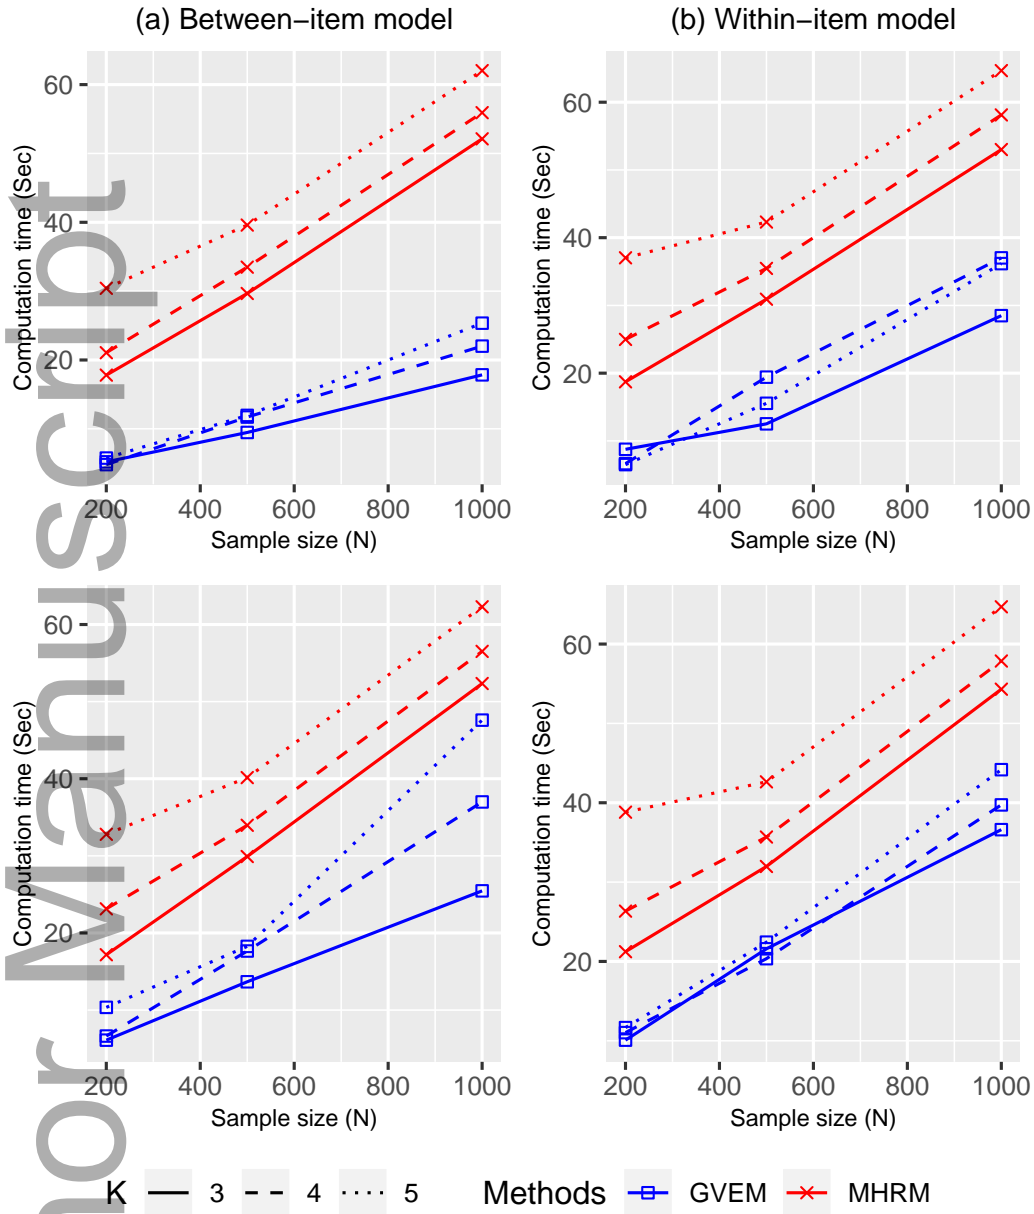 (a) Between−item model
(b) Within−item model
60
40
20
Computation time (Sec)
200 400 600 800 1000
Sample size (N)
60
40
20
Computation time (Sec)
200 400 600 800 1000
Sample size (N)
60
40
20
Computation time (Sec)
200 400 600 800 1000
Sample size (N)
60
40
20
Computation time (Sec)
200 400 600 800 1000
Sample size (N)
K 3 4 5 Methods GVEM MHRM
or Manuscript